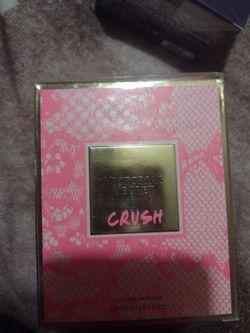 VICTORIA'S
SECRET
CRUSH
EAU DE PARFUM